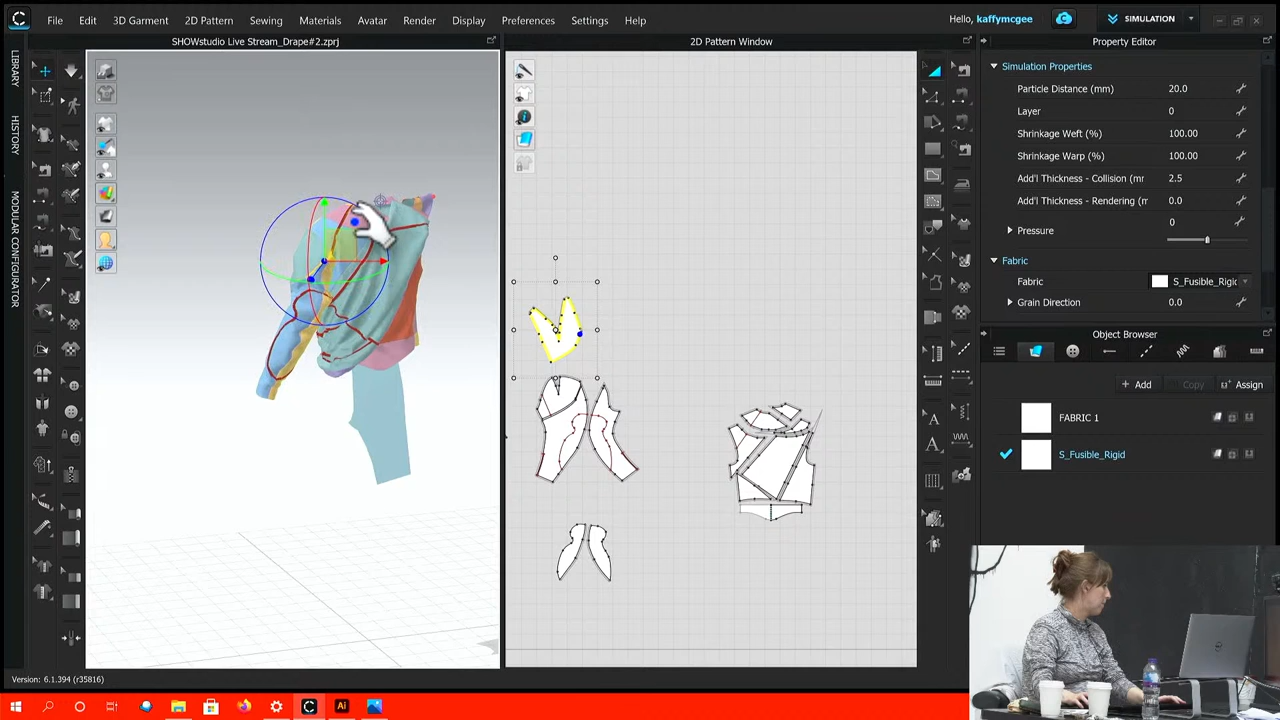 File Edit 3D Garment 2D Pattern Sewing Materials Avatar Render Display Preferences Settings Help
Hello, kaffymcgee
SIMULATION
SHOWstudio Live Stream_Drape#2.zprj
2D Pattern Window
Property Editor
LIBRARY
HISTORY
MODULAR CONFIGURATOR
Simulation Properties
Particle Distance (mm) 20.0
Layer 0
Shrinkage Weft (%) 100.00
Shrinkage Warp (%) 100.00
Add'l Thickness - Collision (mr 2.5
Add'l Thickness - Rendering (m 0.0
Pressure 0
Fabric
Fabric S_Fusible_Rigic
Grain Direction 0.0
Object Browser
+ Add Copy Assign
FABRIC 1
S_Fusible_Rigid
Version: 6.1.394 (r35816)
Ai